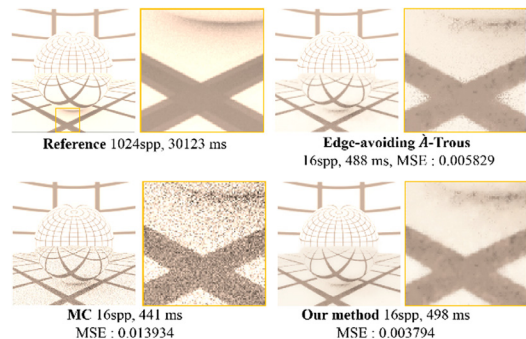 Reference 1024spp, 30123 ms
Edge-avoiding À-Trous
16spp, 488 ms, MSE : 0.005829
MC 16spp, 441 ms
MSE : 0.013934
Our method 16spp, 498 ms
MSE : 0.003794